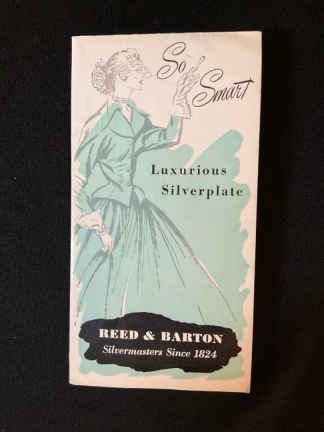 So
Smart
Luxurious
Silverplate
REED & BARTON
Silvermasters Since 1824